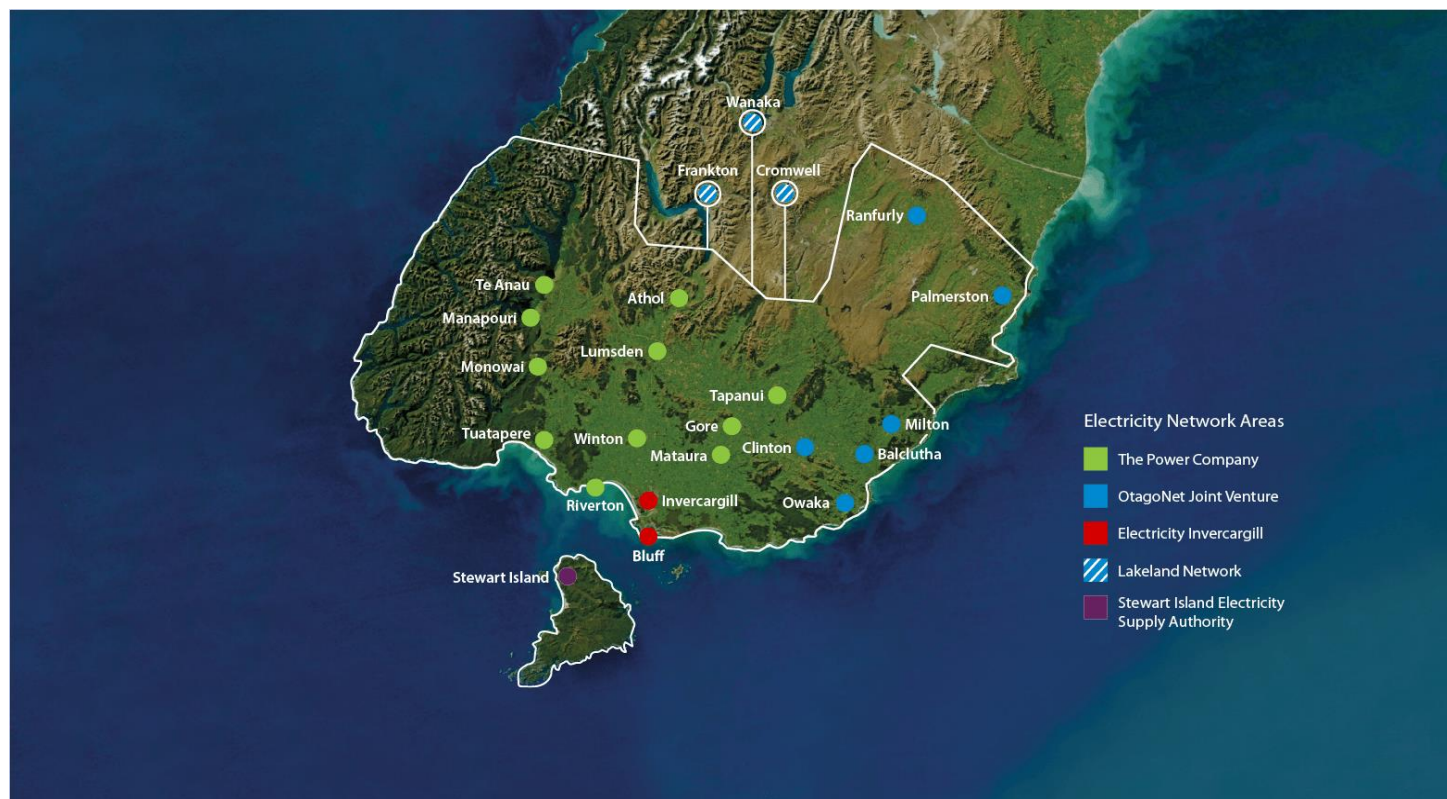 Wanaka
Frankton
Cromwell
Ranfurly
Te Anau
Athol
Palmerston
Manapouri
Lumsden
Monowai
Tapanui
Electricity Network Areas
Milton
Gore
Tuatapere
Winton
Clinton
Balclutha
Mataura
The Power Company
OtagoNet Joint Venture
Riverton
Invercargill
Owaka
Electricity Invercargill
Bluff
Lakeland Network
Stewart Island
Stewart Island Electricity
Supply Authority